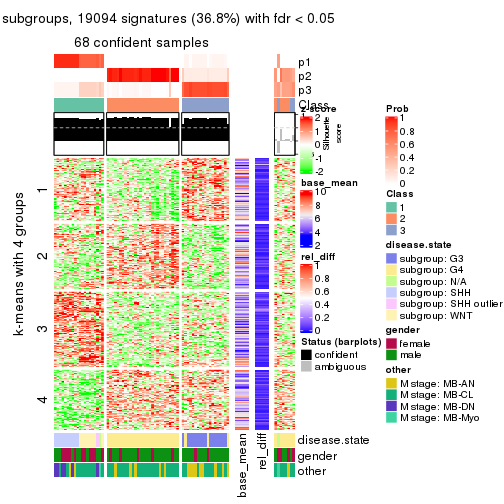 subgroups, 19094 signatures (36.8%) with fdr < 0.05
68 confident samples
p1
p2
p3
Class
z-score
2
1
0
-1
-2
Silhouette
score
base_mean
10
8
6
4
2
rel_diff
1
0.8
0.6
0.4
0.2
0
Status (barplots)
confident
ambiguous
Prob
1
0.8
0.6
0.4
0.2
0
Class
1
2
3
disease.state
subgroup: G3
subgroup: G4
subgroup: N/A
subgroup: SHH
subgroup: SHH outlier
subgroup: WNT
gender
female
male
other
M stage: MB-AN
M stage: MB-CL
M stage: MB-DN
M stage: MB-Myo
k-means with 4 groups
1
2
3
4
disease.state
gender
other
base_mean
rel_diff